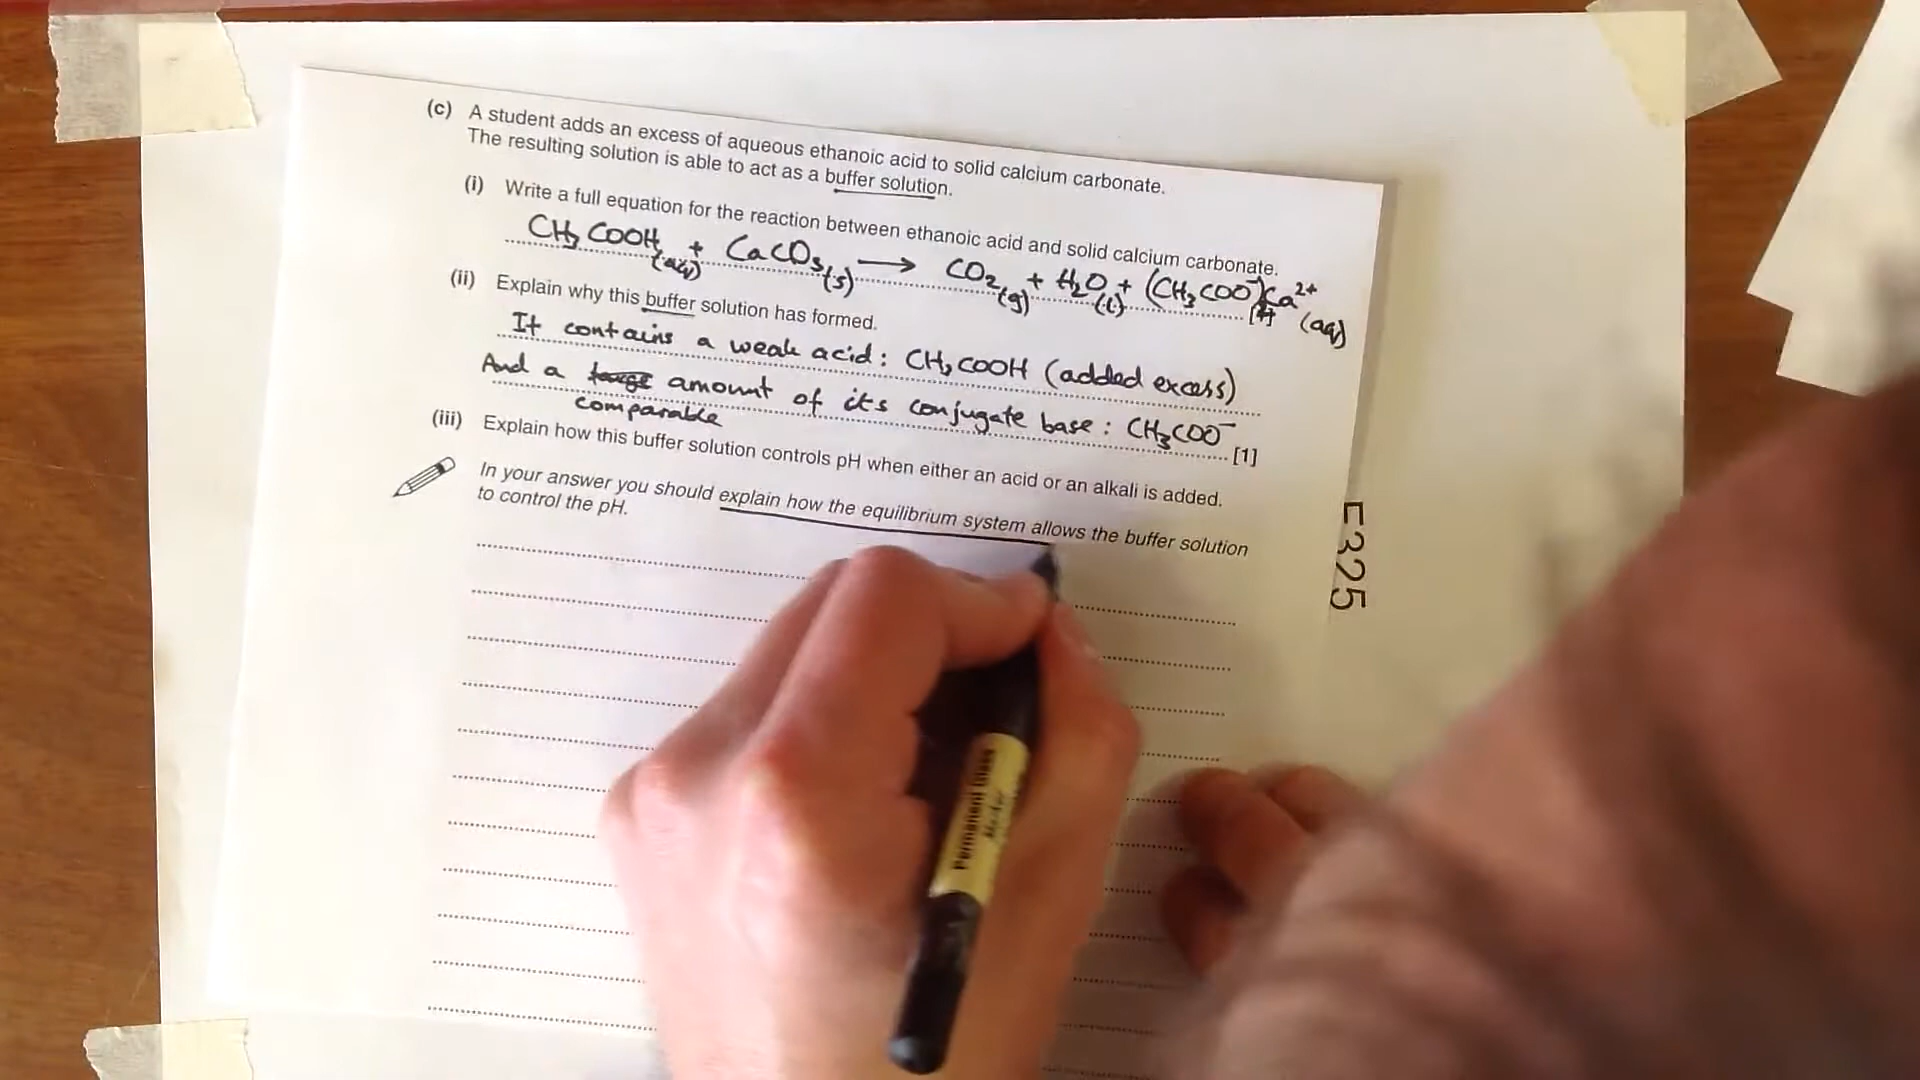 (c) A student adds an excess of aqueous ethanoic acid to solid calcium carbonate.
The resulting solution is able to act as a buffer solution.
(i) Write a full equation for the reaction between ethanoic acid and solid calcium carbonate.
CH3COOH(aq) + CaCO3(s) → CO2(g) + H2O(l) + (CH3COO⁻)Ca²⁺(aq)
(ii) Explain why this buffer solution has formed.
It contains a weak acid: CH3COOH (added excess)
And a amount of its conjugate base: CH3COO⁻
comparable
[1]
(iii) Explain how this buffer solution controls pH when either an acid or an alkali is added.
In your answer you should explain how the equilibrium system allows the buffer solution
to control the pH.
Permanent